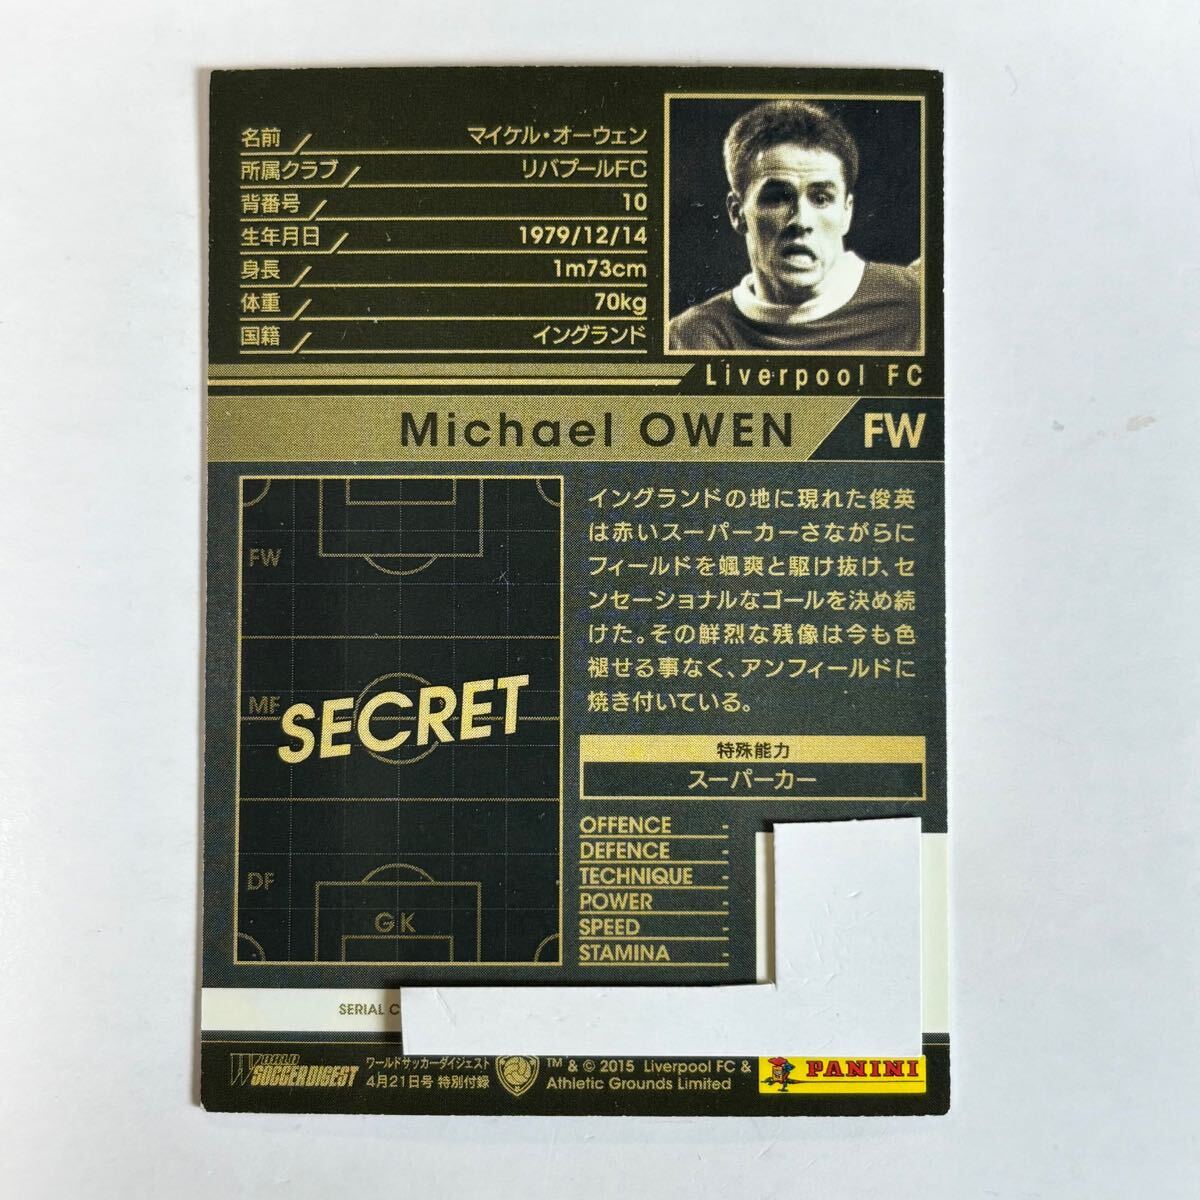 名前 マイケル・オーウェン
所属クラブ リバプールFC
背番号 10
生年月日 1979/12/14
身長 1m73cm
体重 70kg
国籍 イングランド
Liverpool FC
Michael OWEN FW
FW
MF
SECRET
DF
GK
イングランドの地に現れた俊英
は赤いスーパーカーさながらに
フィールドを颯爽と駆け抜け、セ
ンセーショナルなゴールを決め続
けた。その鮮烈な残像は今も色
褪せる事なく、アンフィールドに
焼き付いている。
特殊能力
スーパーカー
OFFENCE -
DEFENCE -
TECHNIQUE -
POWER -
SPEED -
STAMINA -
SERIAL C
WORLD SOCCER DIGEST
ワールドサッカーダイジェスト
4月21日号 特別付録
™ & © 2015 Liverpool FC &
Athletic Grounds Limited
PANINI